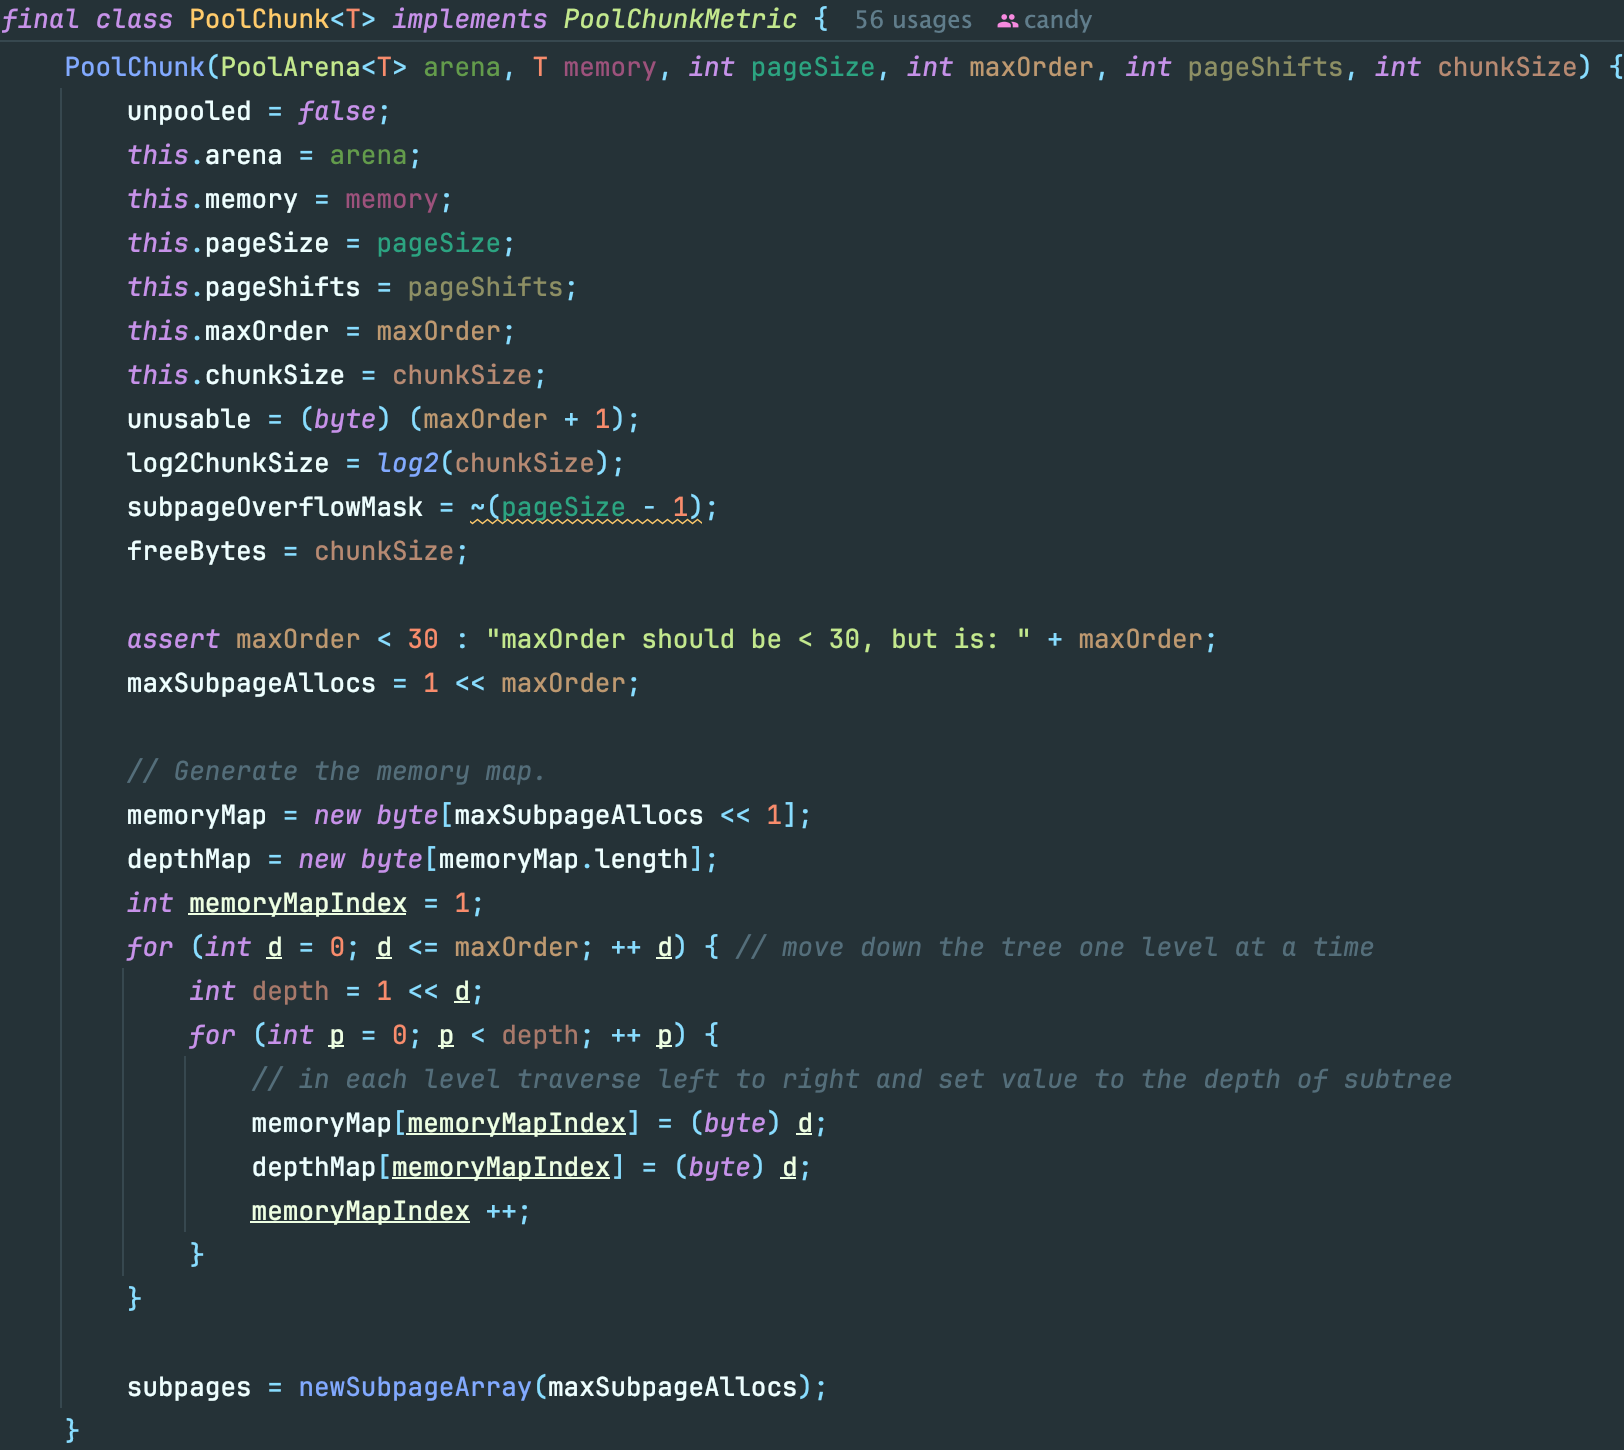 final class PoolChunk<T> implements PoolChunkMetric {  56 usages  candy
    PoolChunk(PoolArena<T> arena, T memory, int pageSize, int maxOrder, int pageShifts, int chunkSize) {
        unpooled = false;
        this.arena = arena;
        this.memory = memory;
        this.pageSize = pageSize;
        this.pageShifts = pageShifts;
        this.maxOrder = maxOrder;
        this.chunkSize = chunkSize;
        unusable = (byte) (maxOrder + 1);
        log2ChunkSize = log2(chunkSize);
        subpageOverflowMask = ~(pageSize - 1);
        freeBytes = chunkSize;

        assert maxOrder < 30 : "maxOrder should be < 30, but is: " + maxOrder;
        maxSubpageAllocs = 1 << maxOrder;

        // Generate the memory map.
        memoryMap = new byte[maxSubpageAllocs << 1];
        depthMap = new byte[memoryMap.length];
        int memoryMapIndex = 1;
        for (int d = 0; d <= maxOrder; ++ d) { // move down the tree one level at a time
            int depth = 1 << d;
            for (int p = 0; p < depth; ++ p) {
                // in each level traverse left to right and set value to the depth of subtree
                memoryMap[memoryMapIndex] = (byte) d;
                depthMap[memoryMapIndex] = (byte) d;
                memoryMapIndex ++;
            }
        }

        subpages = newSubpageArray(maxSubpageAllocs);
    }